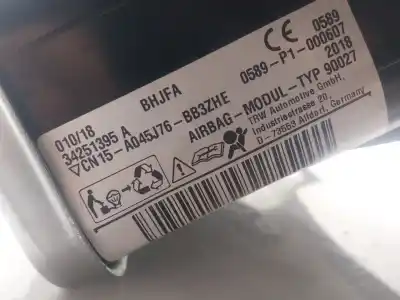 BHJFA
010/18
34251395 A
CN15-A045J76-BB3ZHE
0589
0589-P1-000607
2018
AIRBAG-MODUL-TYP 90027
TRW Automotive GmbH,
Industriestrasse 20,
D-73553 Alfdorf, Germany